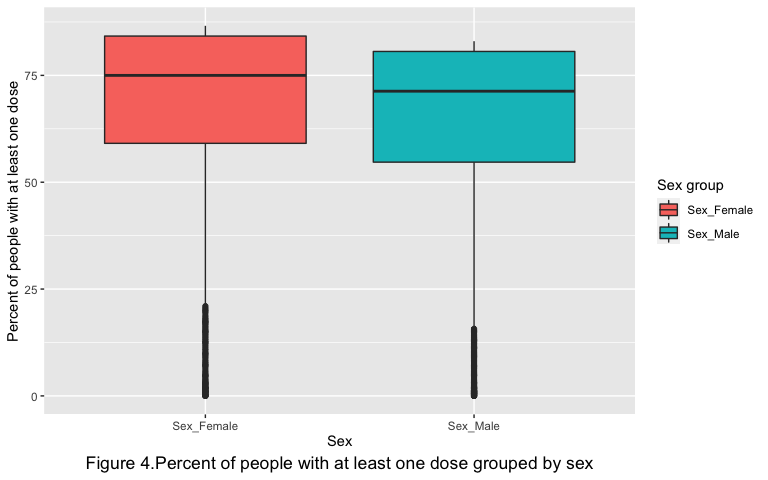 Percent of people with at least one dose
75
50
25
0
Sex_Female
Sex_Male
Sex
Sex group
Sex_Female
Sex_Male
Figure 4.Percent of people with at least one dose grouped by sex